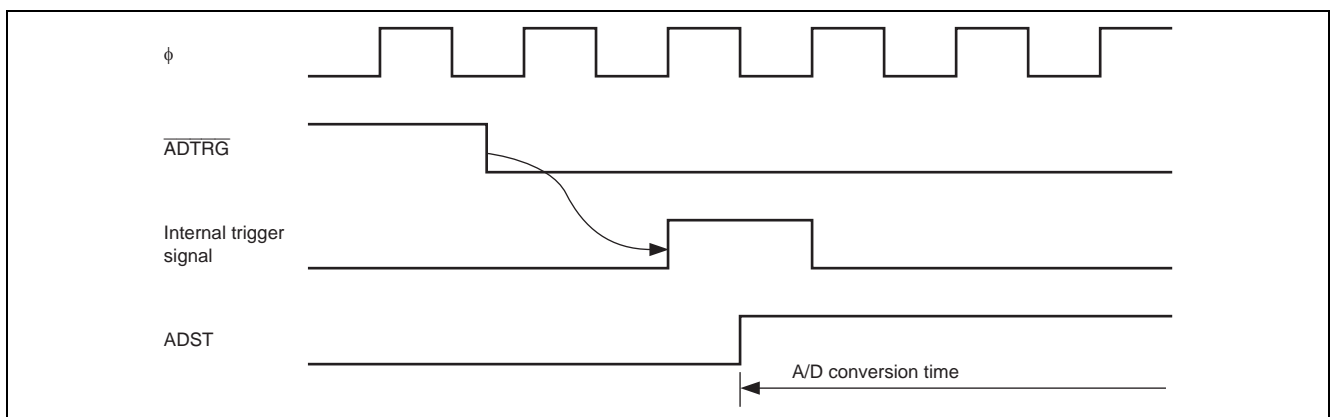 ϕ
ADTRG
Internal trigger
signal
ADST
A/D conversion time